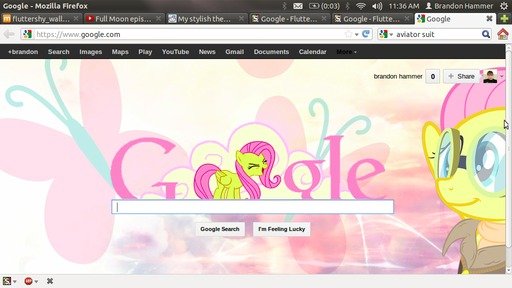 Google - Mozilla Firefox (0:03) 11:36 AM Brandon Hammer
fluttershy_wall... Full Moon epis... My stylish the... Google - Flutte... Google - Flutte... Google
https://www.google.com aviator suit
+brandon Search Images Maps Play YouTube News Gmail Documents Calendar More
brandon hammer 0 + Share
Google
Google Search I'm Feeling Lucky